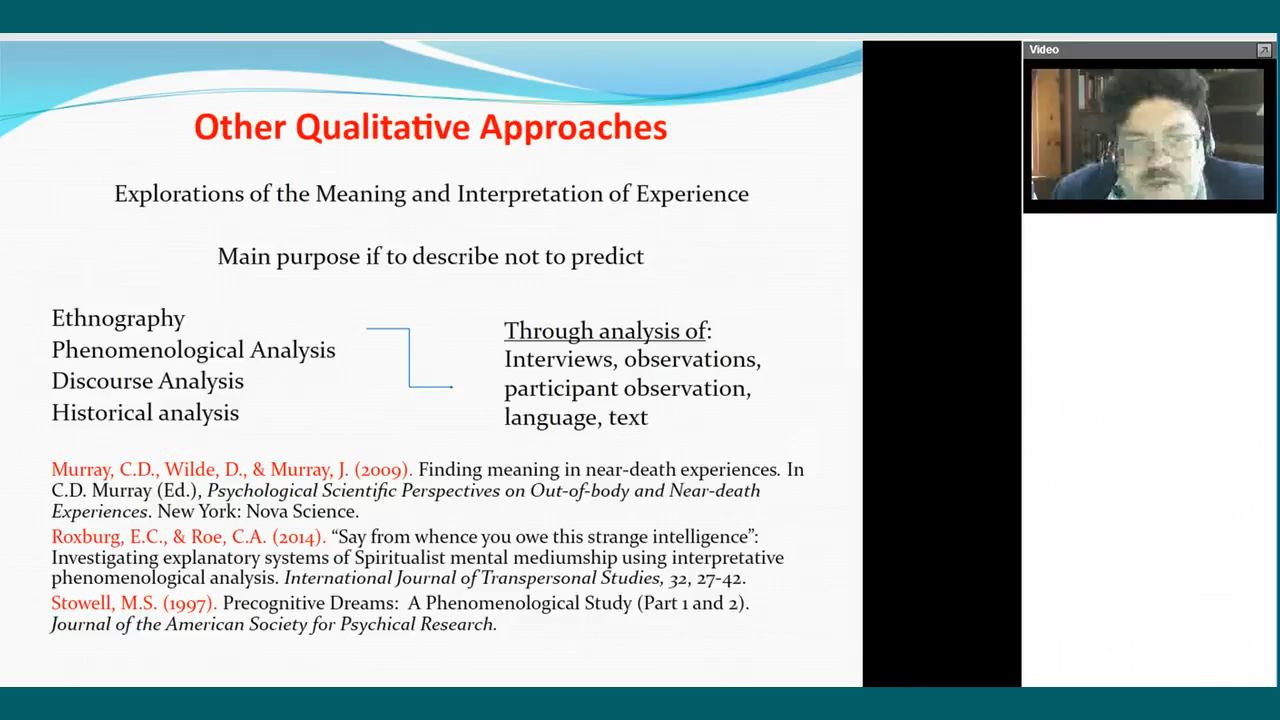 Video
Other Qualitative Approaches
Explorations of the Meaning and Interpretation of Experience
Main purpose if to describe not to predict
Ethnography
Phenomenological Analysis
Discourse Analysis
Historical analysis
Through analysis of:
Interviews, observations,
participant observation,
language, text
Murray, C.D., Wilde, D., & Murray, J. (2009). Finding meaning in near-death experiences. In
C.D. Murray (Ed.), Psychological Scientific Perspectives on Out-of-body and Near-death
Experiences. New York: Nova Science.
Roxburg, E.C., & Roe, C.A. (2014). “Say from whence you owe this strange intelligence”:
Investigating explanatory systems of Spiritualist mental mediumship using interpretative
phenomenological analysis. International Journal of Transpersonal Studies, 32, 27-42.
Stowell, M.S. (1997). Precognitive Dreams: A Phenomenological Study (Part 1 and 2).
Journal of the American Society for Psychical Research.